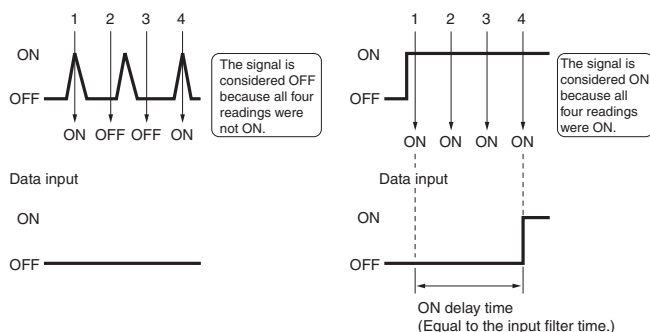 1 2 3 4
ON
OFF
ON OFF OFF ON
The signal is
considered OFF
because all four
readings were
not ON.
Data input
ON
OFF
1 2 3 4
ON
OFF
ON ON ON ON
The signal is
considered ON
because all
four readings
were ON.
Data input
ON
OFF
ON delay time
(Equal to the input filter time.)